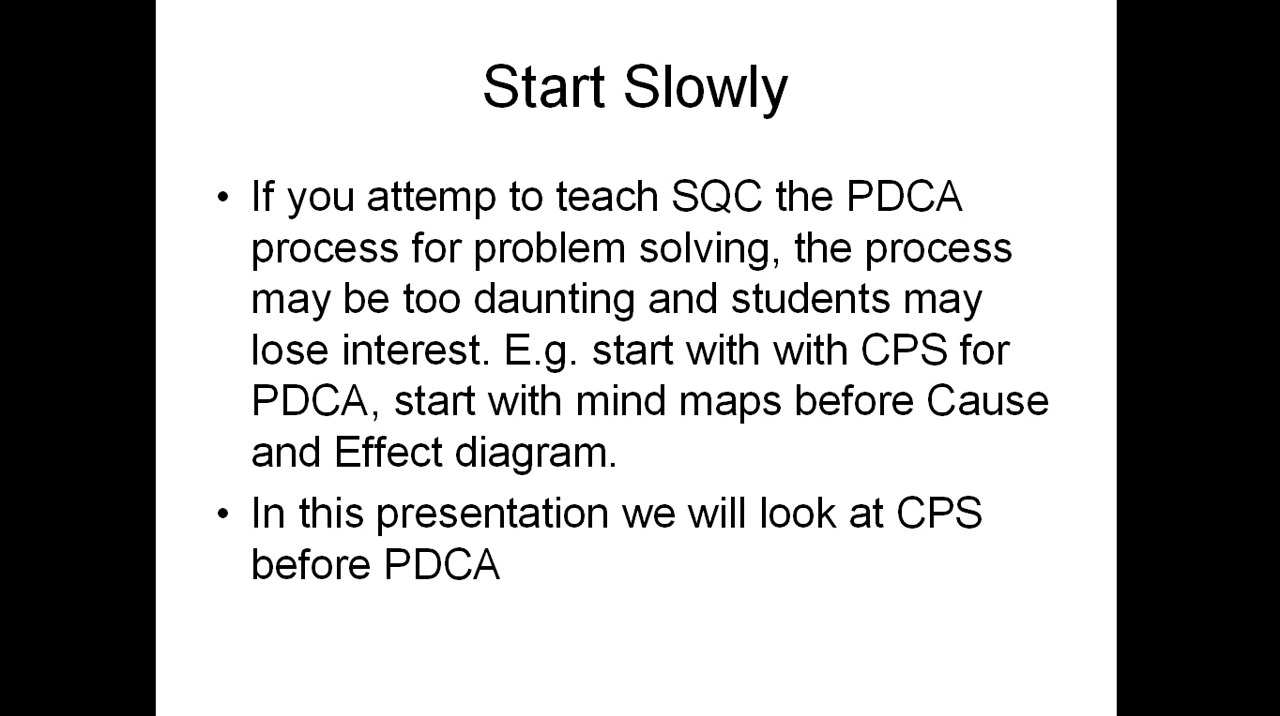 Start Slowly
• If you attemp to teach SQC the PDCA
process for problem solving, the process
may be too daunting and students may
lose interest. E.g. start with with CPS for
PDCA, start with mind maps before Cause
and Effect diagram.
• In this presentation we will look at CPS
before PDCA